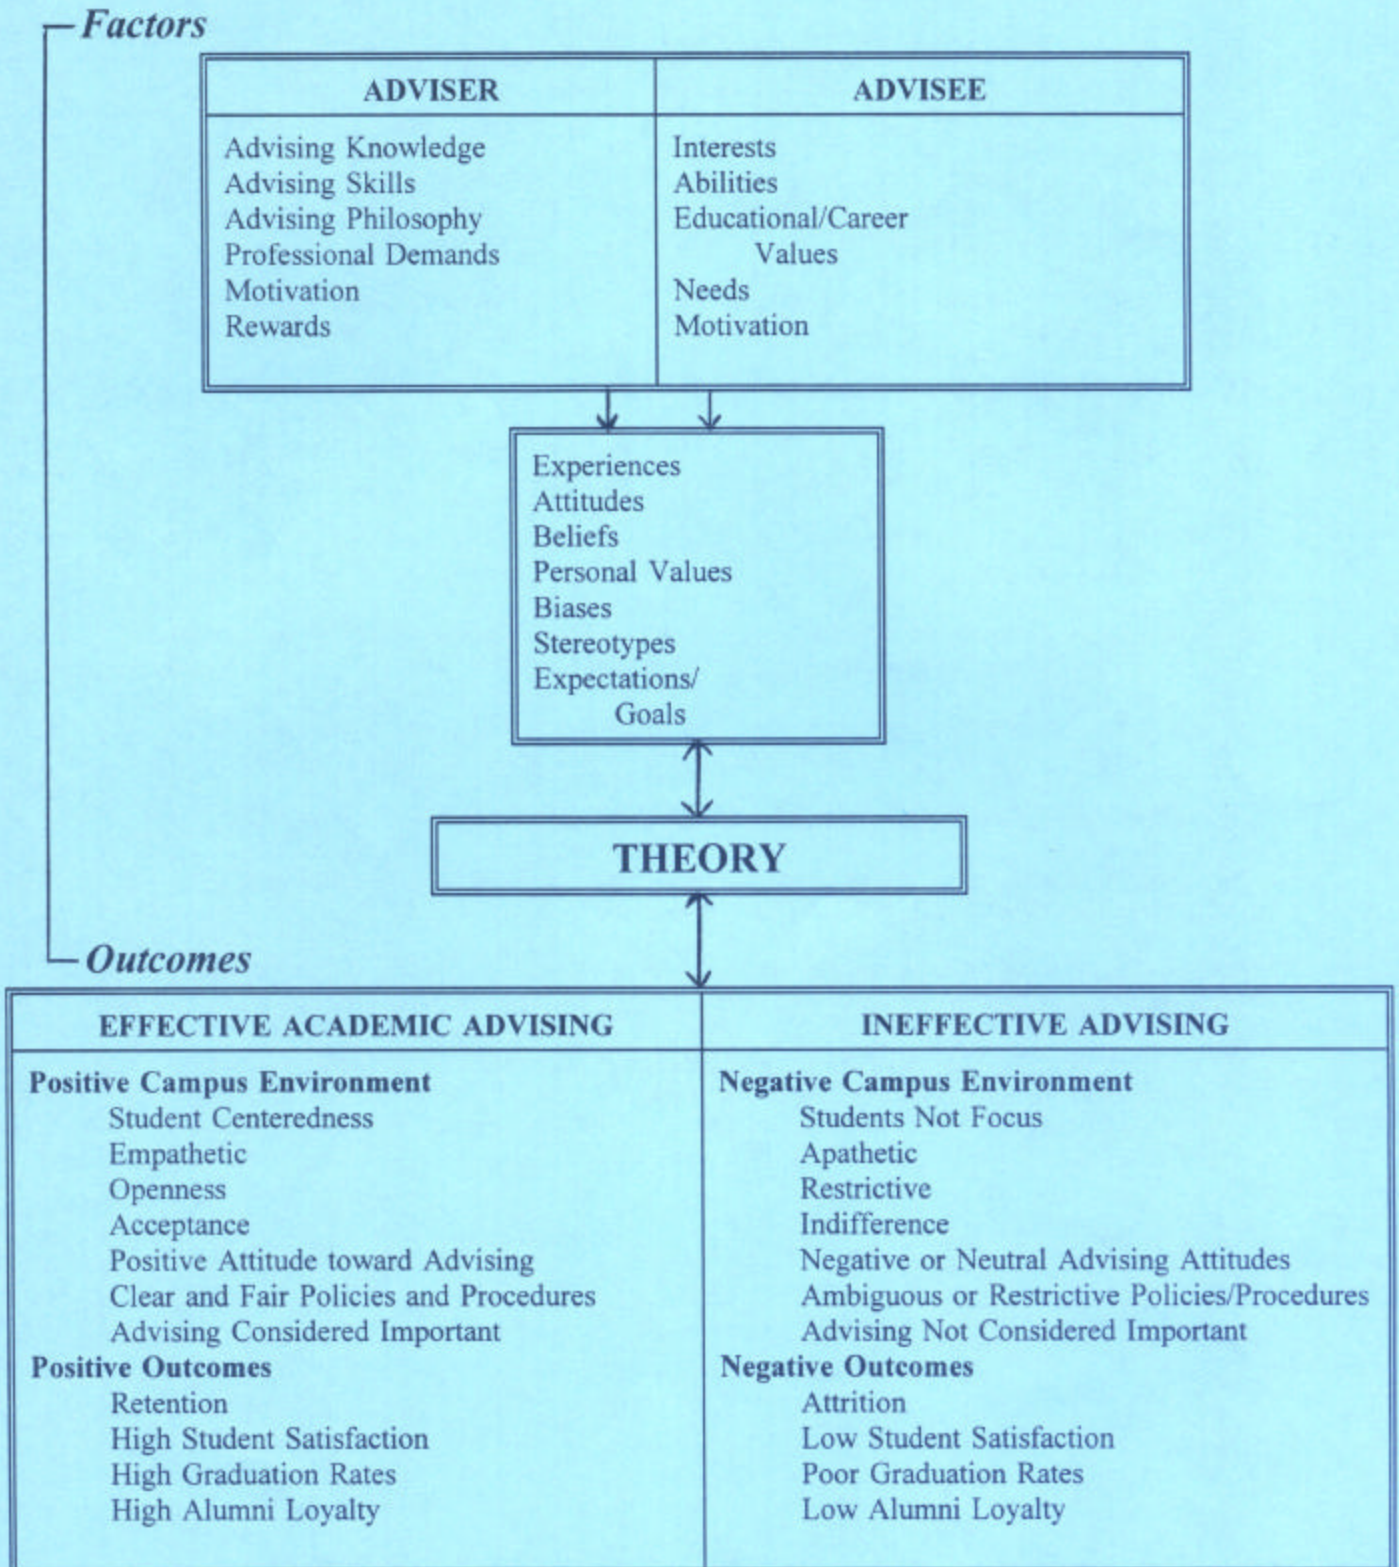 Factors
ADVISER
Advising Knowledge
Advising Skills
Advising Philosophy
Professional Demands
Motivation
Rewards
ADVISEE
Interests
Abilities
Educational/Career
Values
Needs
Motivation
Experiences
Attitudes
Beliefs
Personal Values
Biases
Stereotypes
Expectations/
Goals
THEORY
Outcomes
EFFECTIVE ACADEMIC ADVISING
Positive Campus Environment
Student Centeredness
Empathetic
Openness
Acceptance
Positive Attitude toward Advising
Clear and Fair Policies and Procedures
Advising Considered Important
Positive Outcomes
Retention
High Student Satisfaction
High Graduation Rates
High Alumni Loyalty
INEFFECTIVE ADVISING
Negative Campus Environment
Students Not Focus
Apathetic
Restrictive
Indifference
Negative or Neutral Advising Attitudes
Ambiguous or Restrictive Policies/Procedures
Advising Not Considered Important
Negative Outcomes
Attrition
Low Student Satisfaction
Poor Graduation Rates
Low Alumni Loyalty